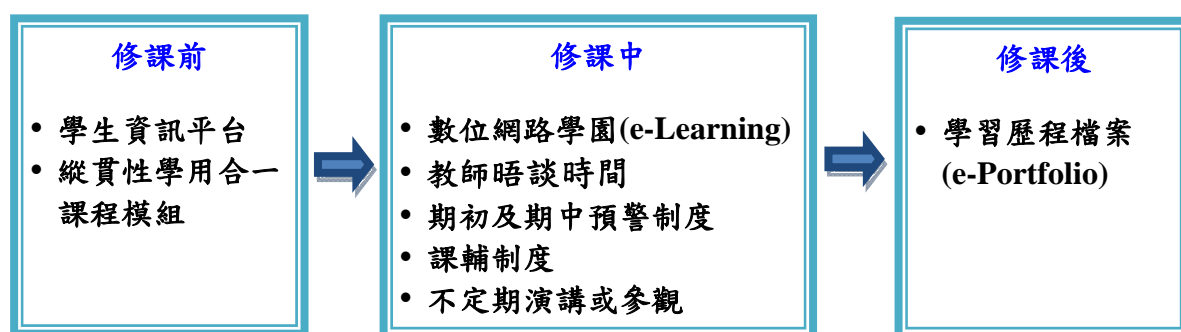 修課前
• 學生資訊平台
• 縱貫性學用合一
課程模組
修課中
• 數位網路學園(e-Learning)
• 教師晤談時間
• 期初及期中預警制度
• 課輔制度
• 不定期演講或參觀
修課後
• 學習歷程檔案
(e-Portfolio)